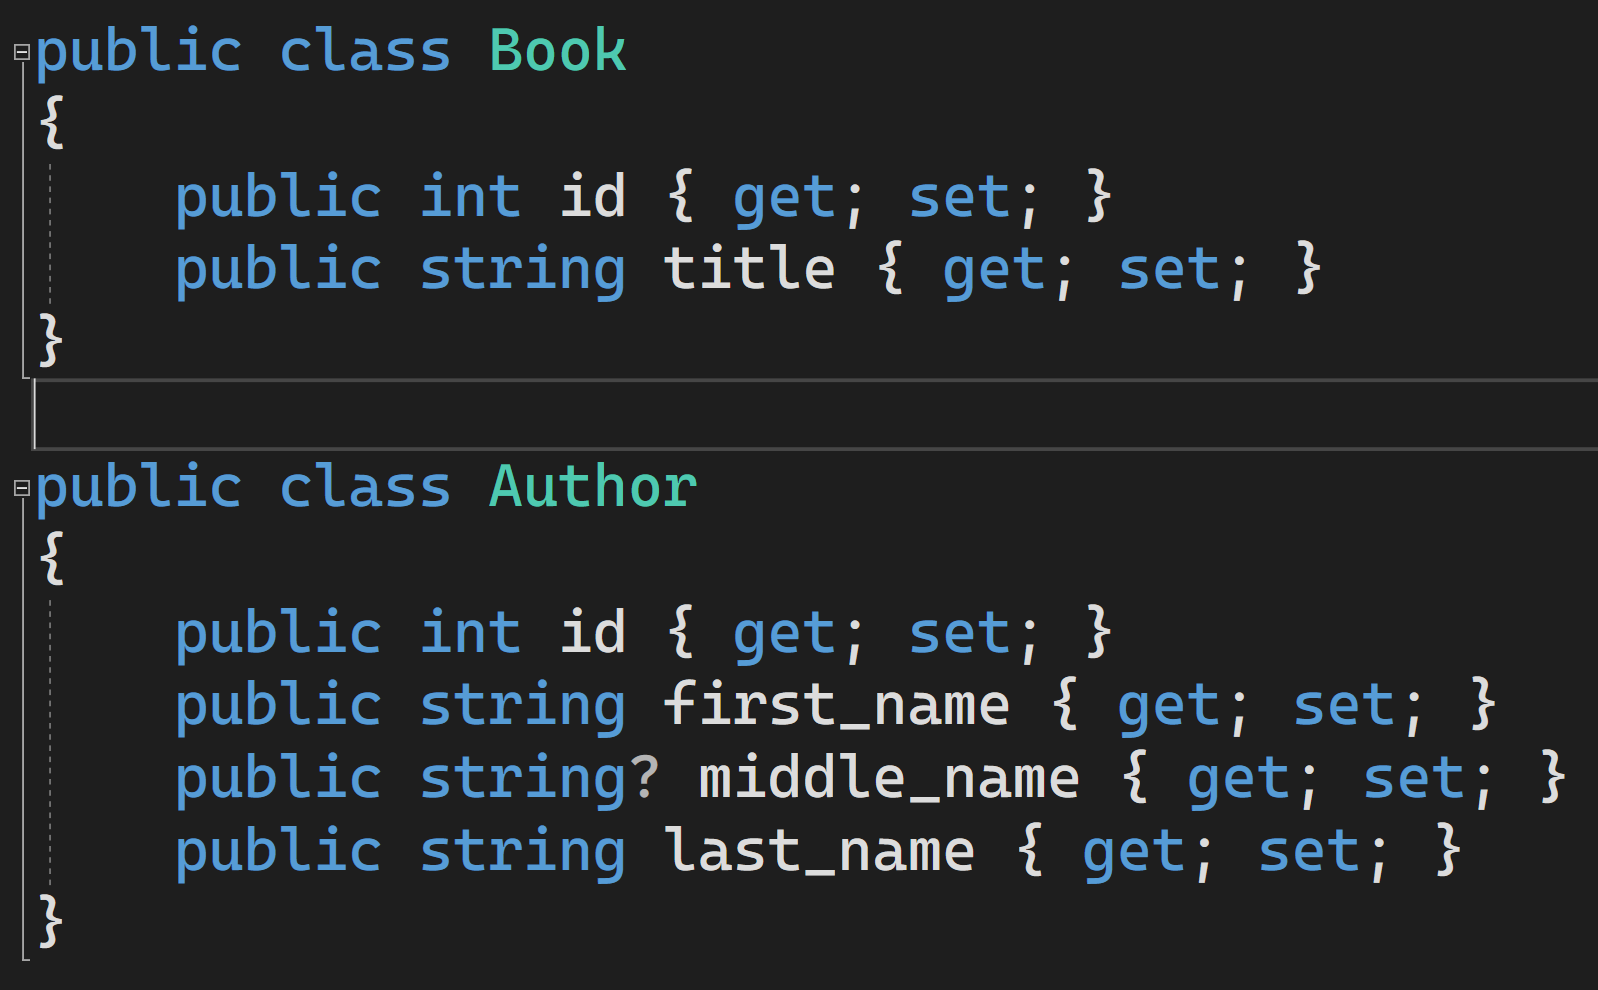 public class Book
{
    public int id { get; set; }
    public string title { get; set; }
}
public class Author
{
    public int id { get; set; }
    public string first_name { get; set; }
    public string? middle_name { get; set; }
    public string last_name { get; set; }
}